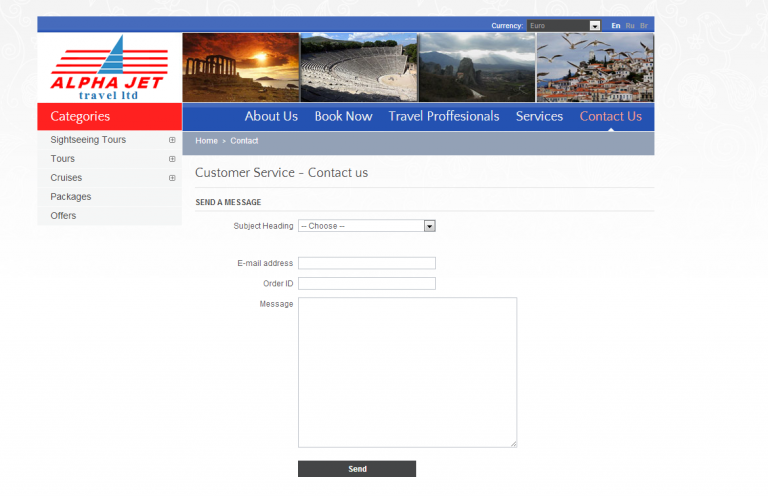 Currency: Euro En Ru Br
ALPHA JET
travel ltd
Categories
About Us Book Now Travel Proffesionals Services Contact Us
Home > Contact
Sightseeing Tours
Tours
Cruises
Packages
Offers
Customer Service - Contact us
SEND A MESSAGE
Subject Heading -- Choose --
E-mail address
Order ID
Message
Send